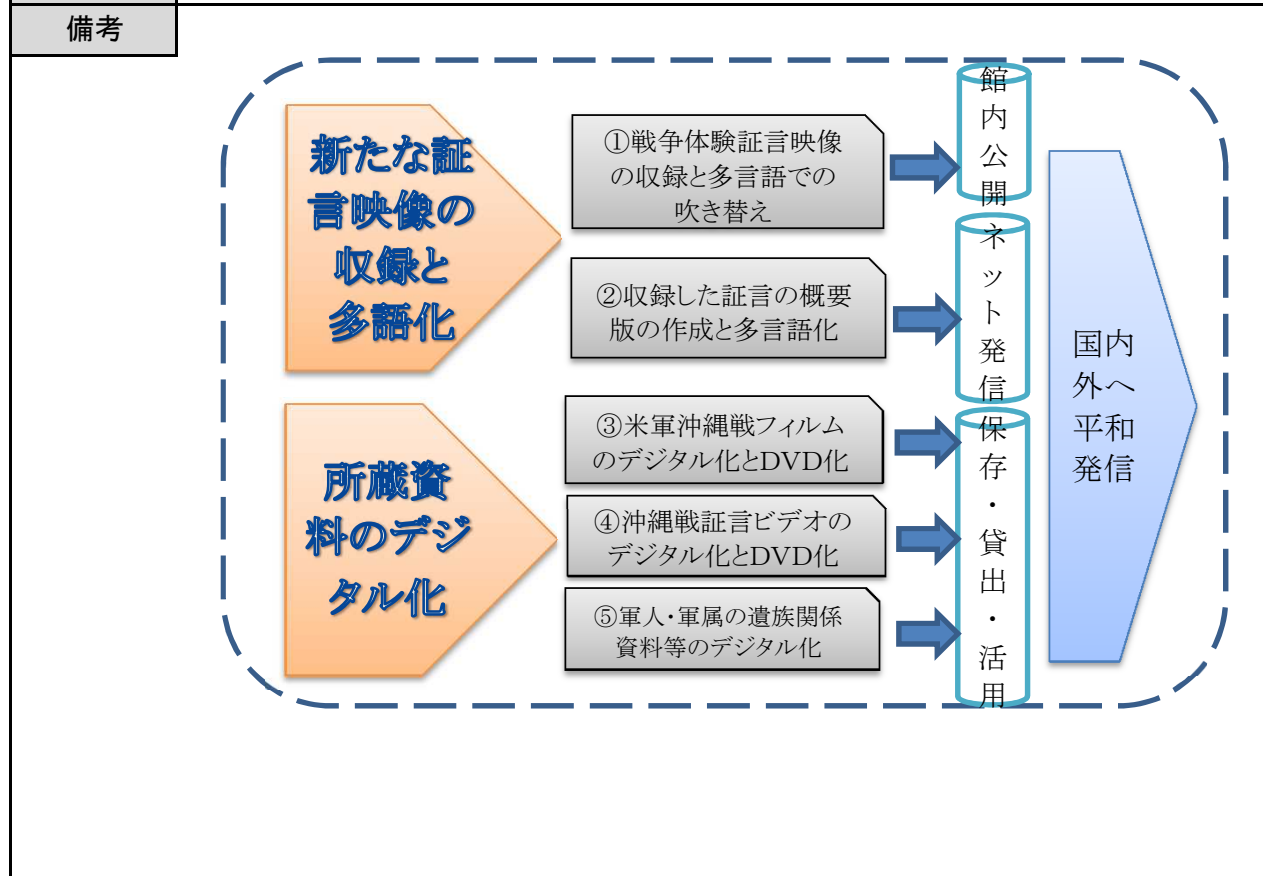 備考
新たな証
言映像の
収録と
多語化
①戦争体験証言映像
の収録と多言語での
吹き替え
②収録した証言の概要
版の作成と多言語化
所蔵資
料のデジ
タル化
③米軍沖縄戦フィルム
のデジタル化とDVD化
④沖縄戦証言ビデオの
デジタル化とDVD化
⑤軍人・軍属の遺族関係
資料等のデジタル化
館内公開
ネット発信
保存・貸出・活用
国内
外へ
平和
発信